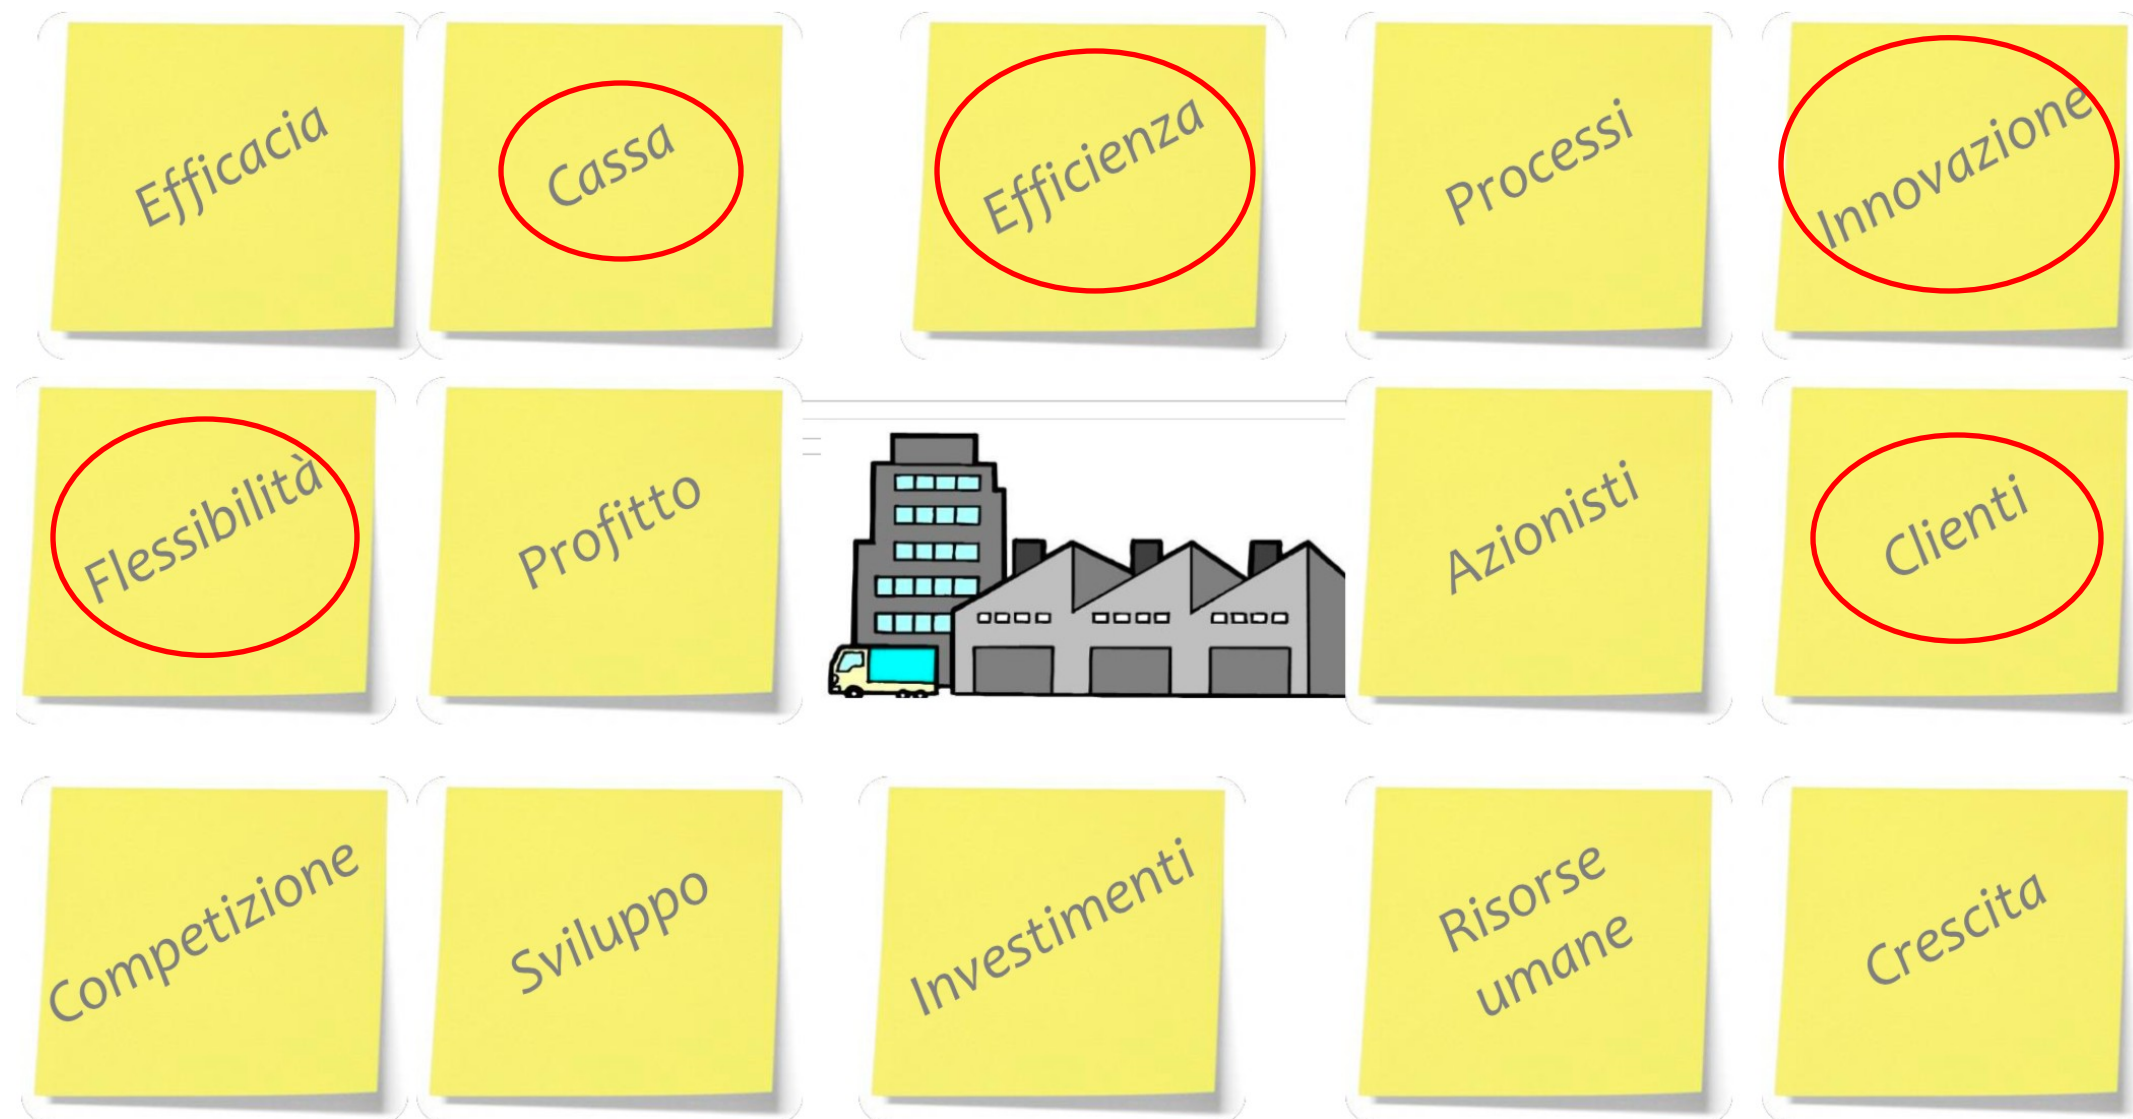 Efficacia
Cassa
Efficienza
Processi
Innovazione
Flessibilità
Profitto
Azionisti
Clienti
Competizione
Sviluppo
Investimenti
Risorse
umane
Crescita